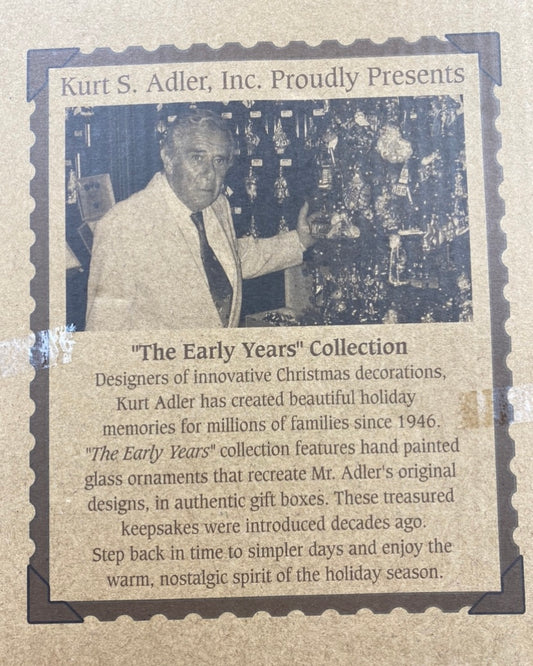 Kurt S. Adler, Inc. Proudly Presents
"The Early Years" Collection
Designers of innovative Christmas decorations,
Kurt Adler has created beautiful holiday
memories for millions of families since 1946.
"The Early Years" collection features hand painted
glass ornaments that recreate Mr. Adler's original
designs, in authentic gift boxes. These treasured
keepsakes were introduced decades ago.
Step back in time to simpler days and enjoy the
warm, nostalgic spirit of the holiday season.